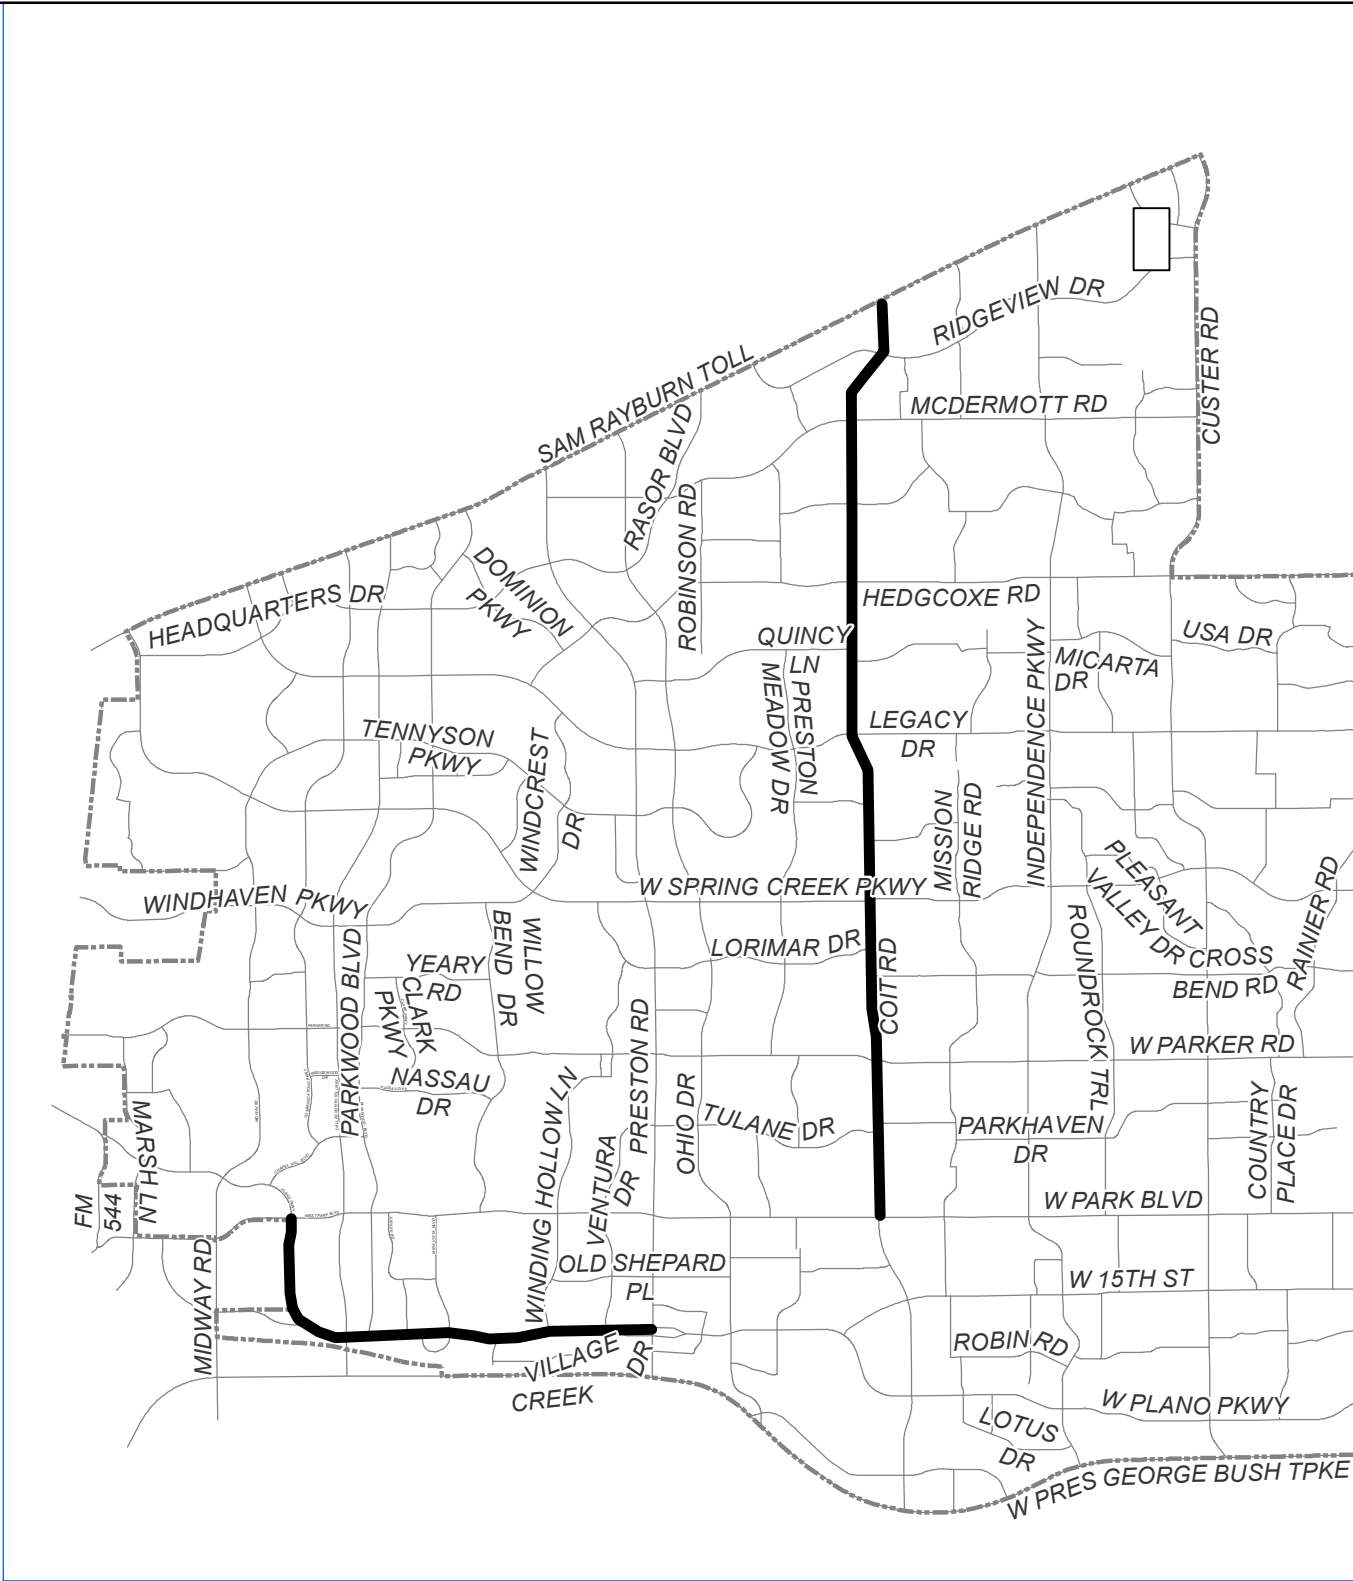 RIDGEVIEW DR
CUSTER RD
SAM RAYBURN TOLL
MCDERMOTT RD
RASOR BLVD
ROBINSON RD
DOMINION
PKWY
HEADQUARTERS DR
HEDGCOXE RD
QUINCY
LN
USA DR
MICARTA
DR
INDEPENDENCE PKWY
PRESTON
MEADOW DR
LEGACY
DR
TENNYSON
PKWY
WINDCREST
DR
MISSION
RIDGE RD
PLEASANT
VALLEY DR
W SPRING CREEK PKWY
WINDHAVEN PKWY
RAINIER RD
WILLOW
BEND DR
LORIMAR DR
COIT RD
ROUNDROCK TRL
CROSS
BEND RD
PARKWOOD BLVD
YEARY
RD
CLARK
PKWY
PRESTON RD
W PARKER RD
PARKER RD
NASSAU
DR
WINDING HOLLOW LN
OHIO DR
TULANE DR
PARKHAVEN
DR
COUNTRY
PLACE DR
MARSH LN
VENTURA
DR
FM
544
W PARK BLVD
MIDWAY RD
OLD SHEPARD
PL
W 15TH ST
ROBIN RD
VILLAGE
CREEK
DR
W PLANO PKWY
LOTUS
DR
W PRES GEORGE BUSH TPKE